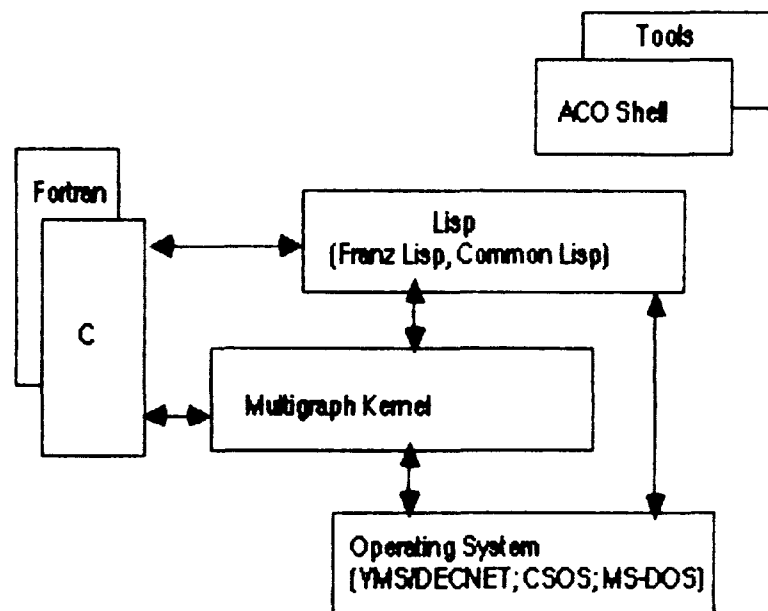 Tools
ACO Shell
Fortran
Lisp
(Franz Lisp, Common Lisp)
C
Multigraph Kernel
Operating System
(VMS/DECNET; CSOS; MS-DOS)